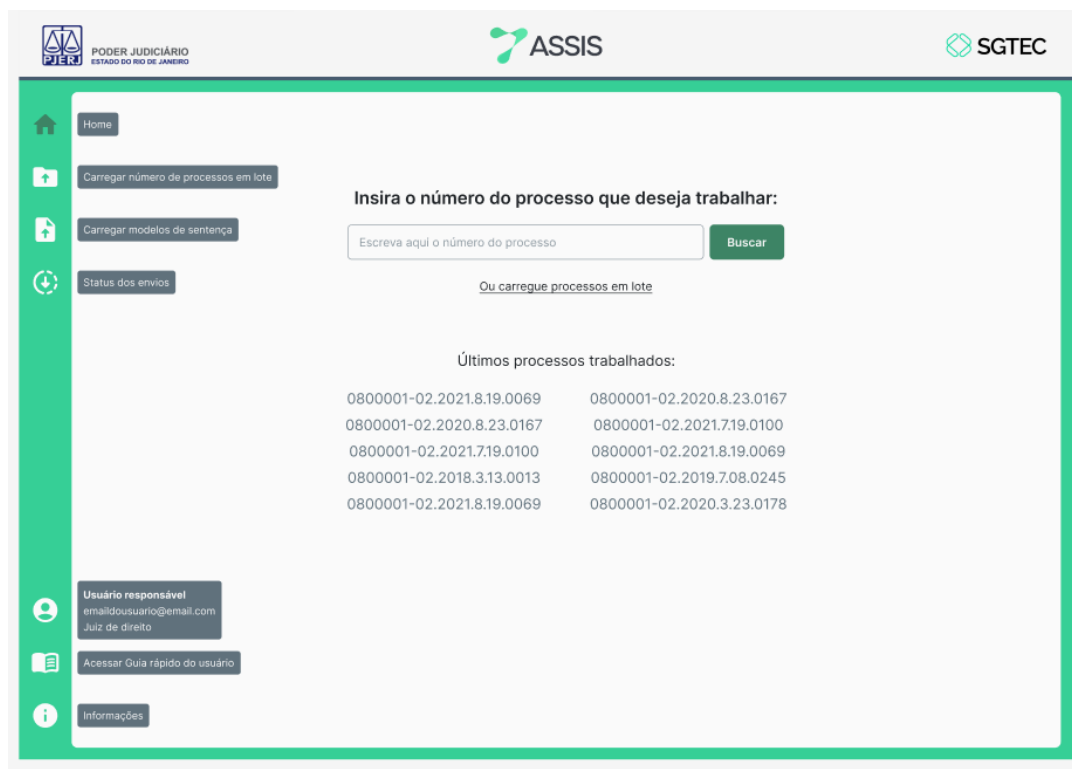 PJERJ
PODER JUDICIÁRIO
ESTADO DO RIO DE JANEIRO
ASSIS
SGTEC
Home
Carregar número de processos em lote
Carregar modelos de sentença
Status dos envios
Insira o número do processo que deseja trabalhar:
Escreva aqui o número do processo
Buscar
Ou carregue processos em lote
Últimos processos trabalhados:
0800001-02.2021.8.19.0069 0800001-02.2020.8.23.0167
0800001-02.2020.8.23.0167 0800001-02.2021.7.19.0100
0800001-02.2021.7.19.0100 0800001-02.2021.8.19.0069
0800001-02.2018.3.13.0013 0800001-02.2019.7.08.0245
0800001-02.2021.8.19.0069 0800001-02.2020.3.23.0178
Usuário responsável
emaildousuario@email.com
Juiz de direito
Acessar Guia rápido do usuário
Informações